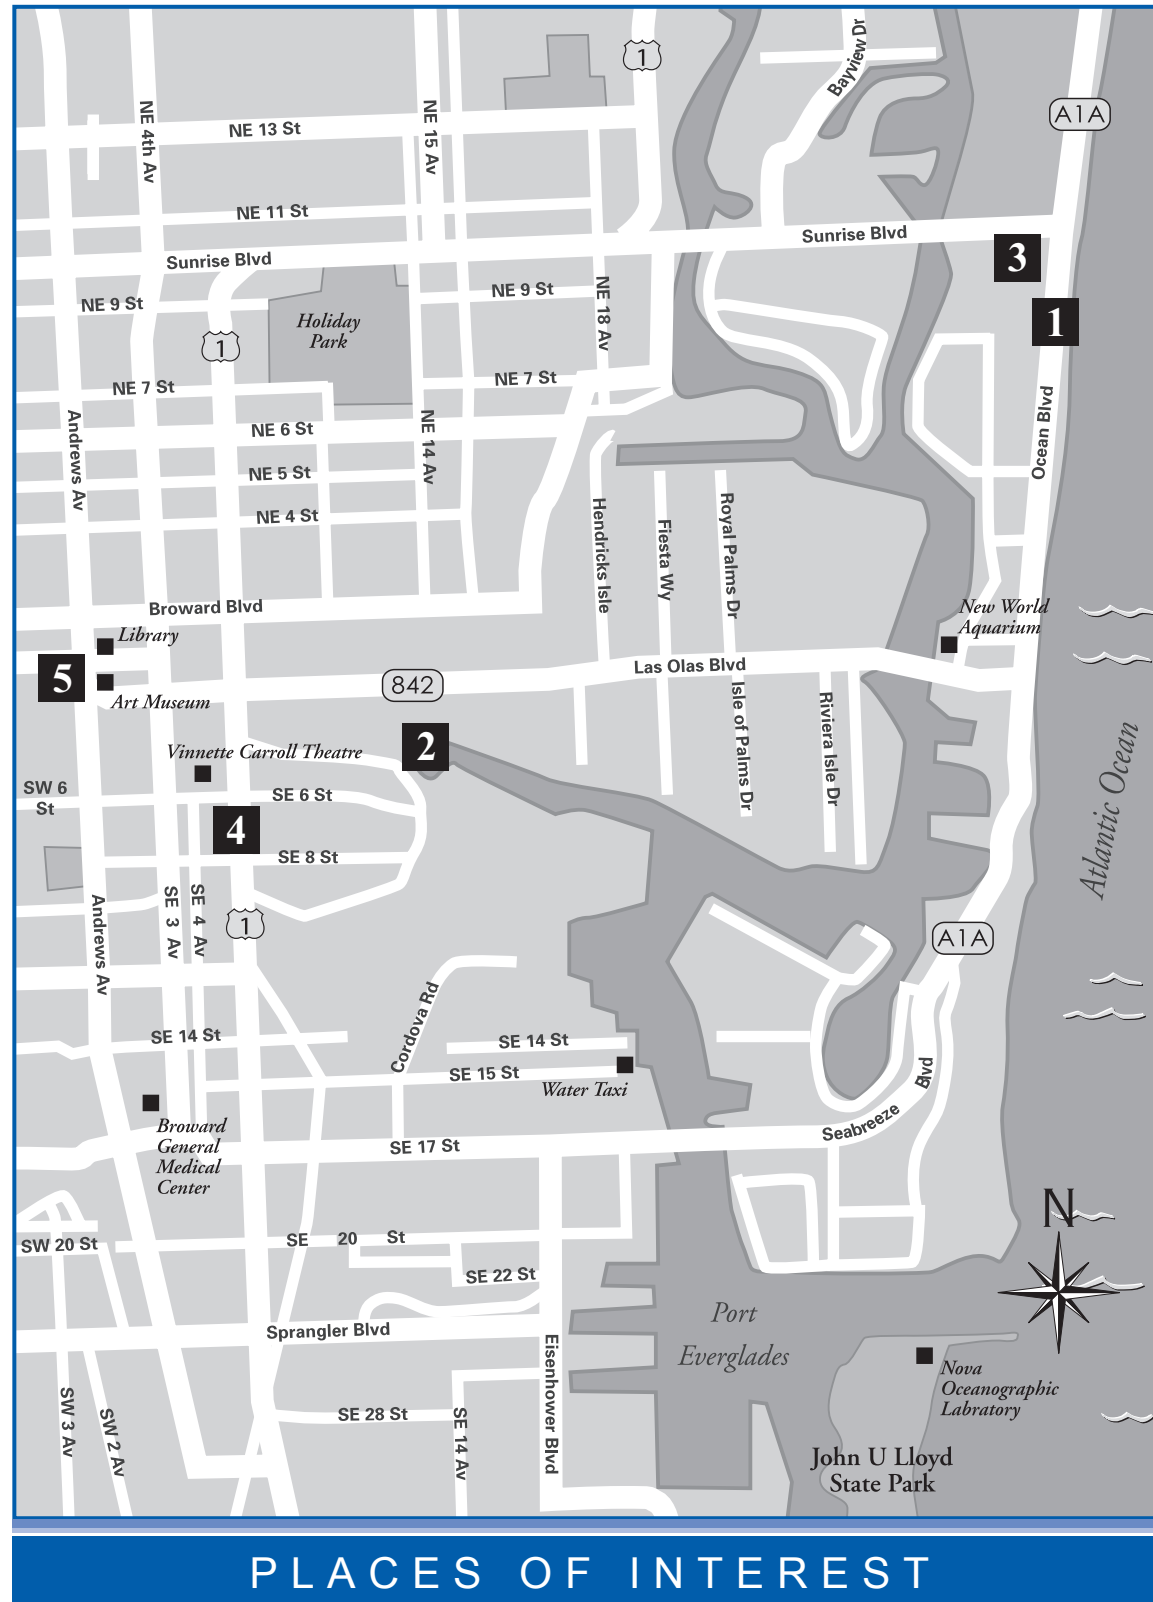 1
Bayview Dr
A1A
NE 4th Av
NE 15 Av
NE 13 St
NE 11 St
Sunrise Blvd
Sunrise Blvd
3
NE 9 St
NE 9 St
NE 18 Av
1
Holiday
Park
1
NE 7 St
NE 7 St
Andrews Av
NE 6 St
NE 14 Av
Ocean Blvd
NE 5 St
NE 4 St
Hendricks Isle
Fiesta Wy
Royal Palms Dr
Broward Blvd
New World
Aquarium
Library
5
Art Museum
842
Las Olas Blvd
Isle of Palms Dr
Riviera Isle Dr
2
Vinnette Carroll Theatre
Atlantic Ocean
SW 6
St
SE 6 St
4
SE 8 St
Andrews Av
SE 3 Av
SE 4 Av
1
A1A
Cordova Rd
SE 14 St
SE 14 St
SE 15 St
Water Taxi
Seabreeze
Blvd
Broward
General
Medical
Center
SE 17 St
N
SW 20 St
SE 20 St
SE 22 St
Port
Everglades
Sprangler Blvd
Eisenhower Blvd
Nova
Oceanographic
Labratory
SW 3 Av
SW 2 Av
SE 28 St
SE 14 Av
John U Lloyd
State Park
PLACES OF INTEREST